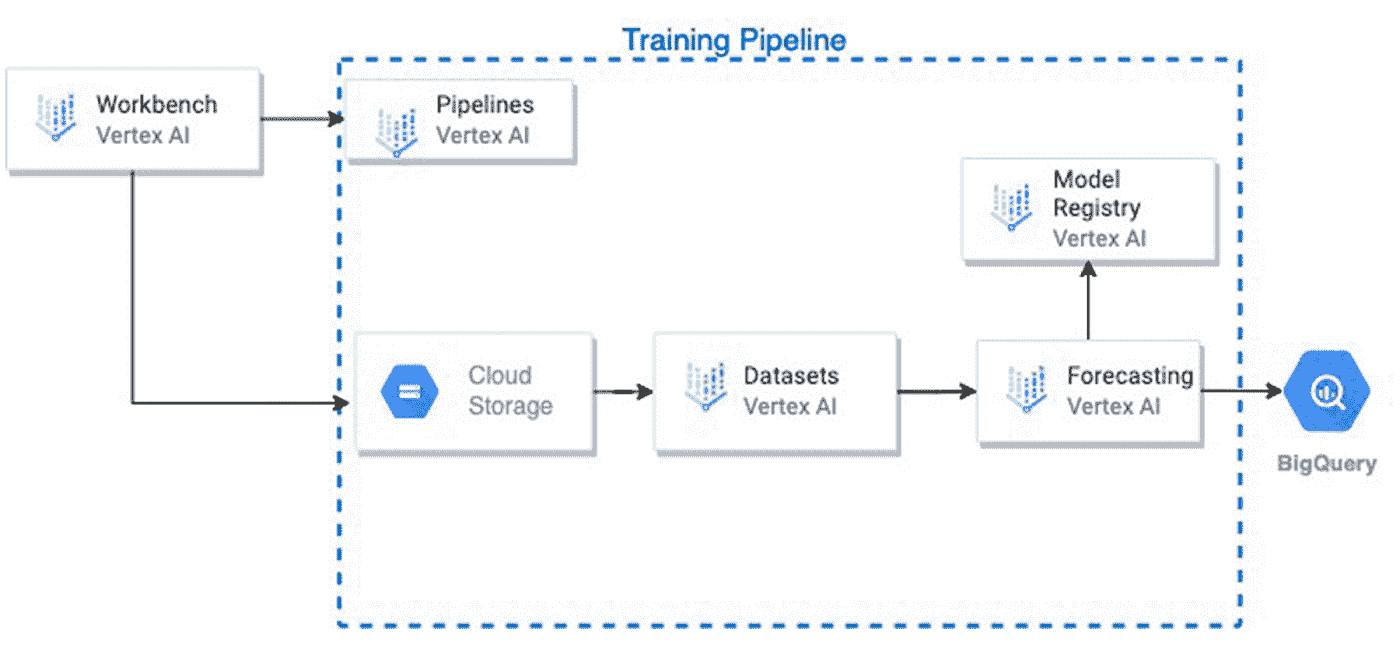 Training Pipeline
Workbench
Vertex AI
Pipelines
Vertex AI
Model
Registry
Vertex AI
Cloud
Storage
Datasets
Vertex AI
Forecasting
Vertex AI
BigQuery